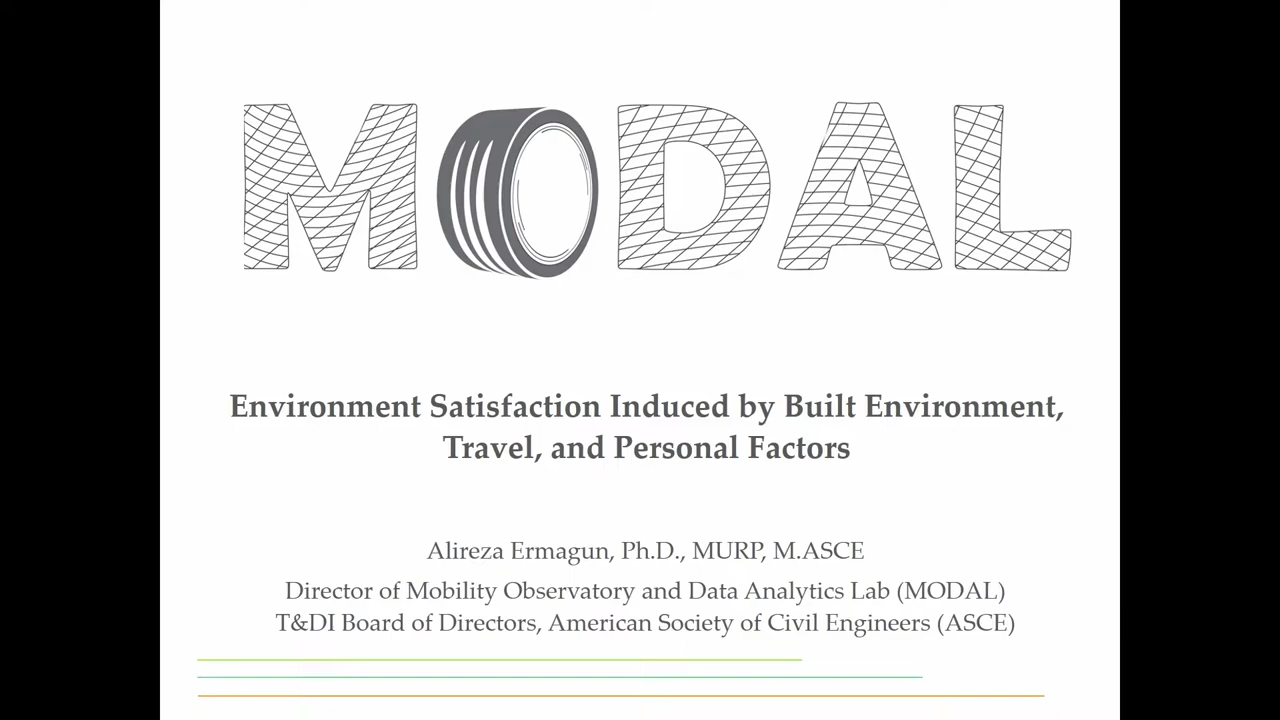 MODAL
Environment Satisfaction Induced by Built Environment,
Travel, and Personal Factors
Alireza Ermagun, Ph.D., MURP, M.ASCE
Director of Mobility Observatory and Data Analytics Lab (MODAL)
T&DI Board of Directors, American Society of Civil Engineers (ASCE)